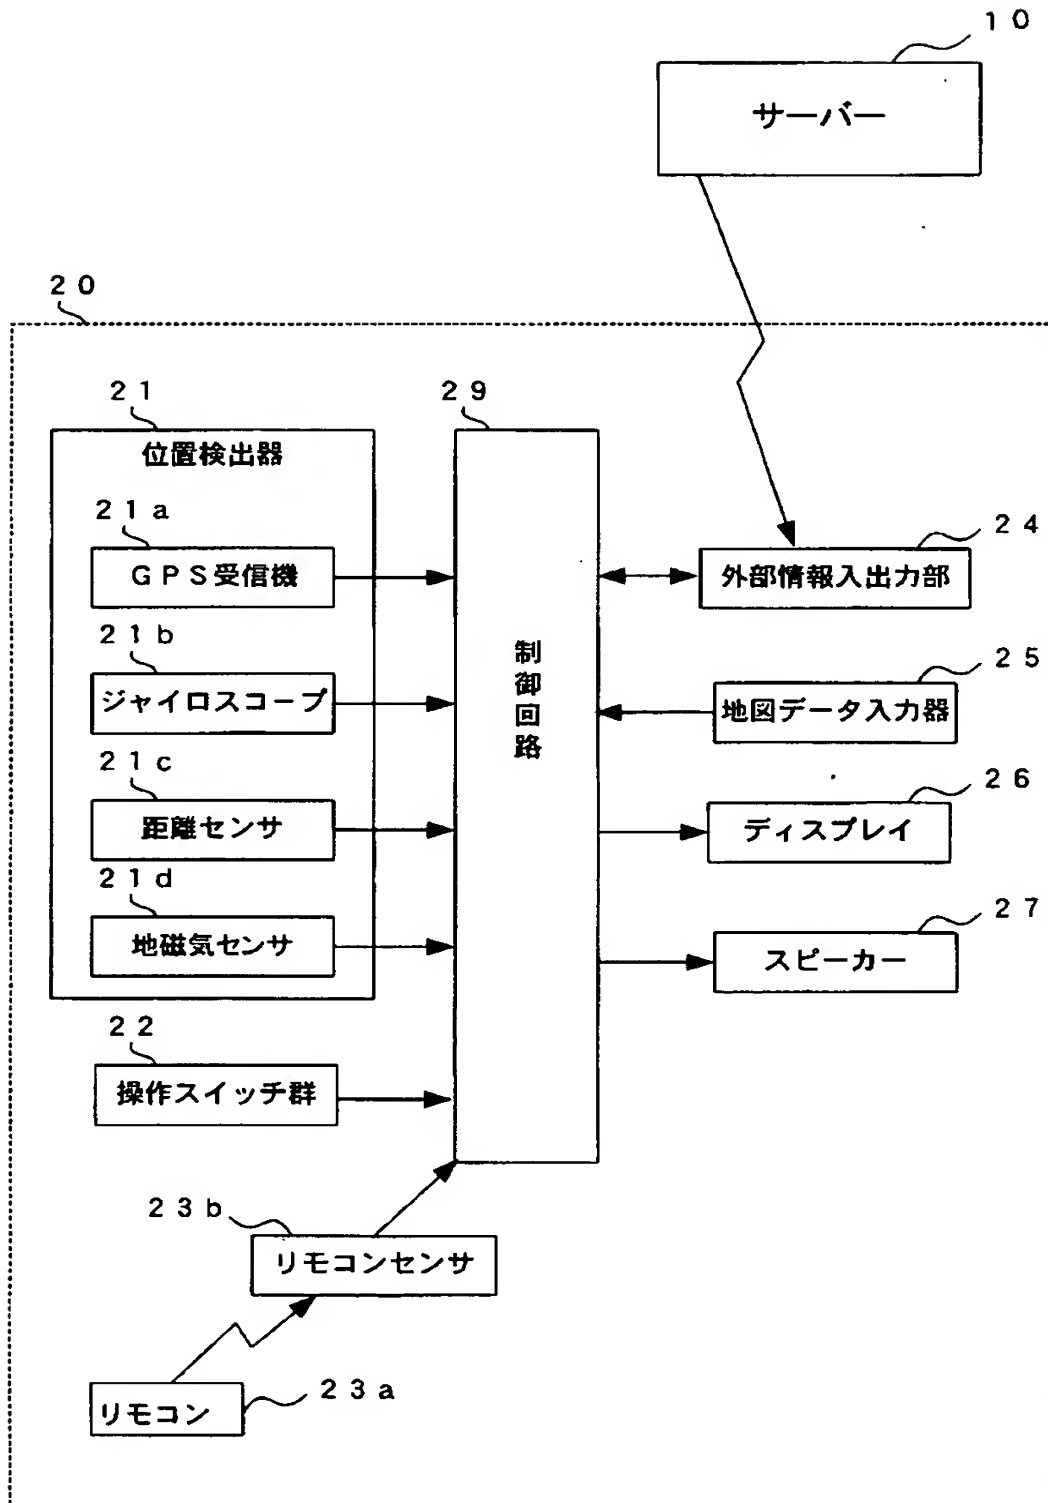 １０
サーバー
２０
２１
位置検出器
２１ａ
ＧＰＳ受信機
２１ｂ
ジャイロスコープ
２１ｃ
距離センサ
２１ｄ
地磁気センサ
２２
操作スイッチ群
２９
制御回路
２４
外部情報入出力部
２５
地図データ入力器
２６
ディスプレイ
２７
スピーカー
２３ｂ
リモコンセンサ
リモコン
２３ａ